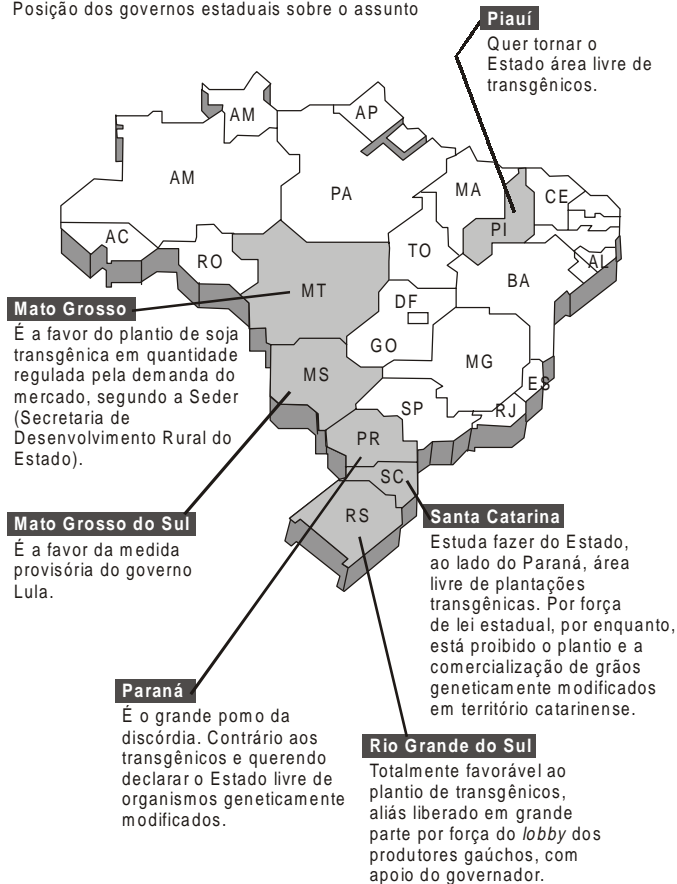 Posição dos governos estaduais sobre o assunto
Piauí
Quer tornar o
Estado área livre de
transgênicos.
AM
AP
AM
PA
MA
CE
PI
AC
RO
TO
AL
BA
MT
DF
GO
MG
MS
ES
SP
RJ
PR
SC
RS
Mato Grosso
É a favor do plantio de soja
transgênica em quantidade
regulada pela demanda do
mercado, segundo a Seder
(Secretaria de
Desenvolvimento Rural do
Estado).
Mato Grosso do Sul
É a favor da medida
provisória do governo
Lula.
Santa Catarina
Estuda fazer do Estado,
ao lado do Paraná, área
livre de plantações
transgênicas. Por força
de lei estadual, por enquanto,
está proibido o plantio e a
comercialização de grãos
geneticamente modificados
em território catarinense.
Paraná
É o grande pomo da
discórdia. Contrário aos
transgênicos e querendo
declarar o Estado livre de
organismos geneticamente
modificados.
Rio Grande do Sul
Totalmente favorável ao
plantio de transgênicos,
aliás liberado em grande
parte por força do lobby dos
produtores gaúchos, com
apoio do governador.